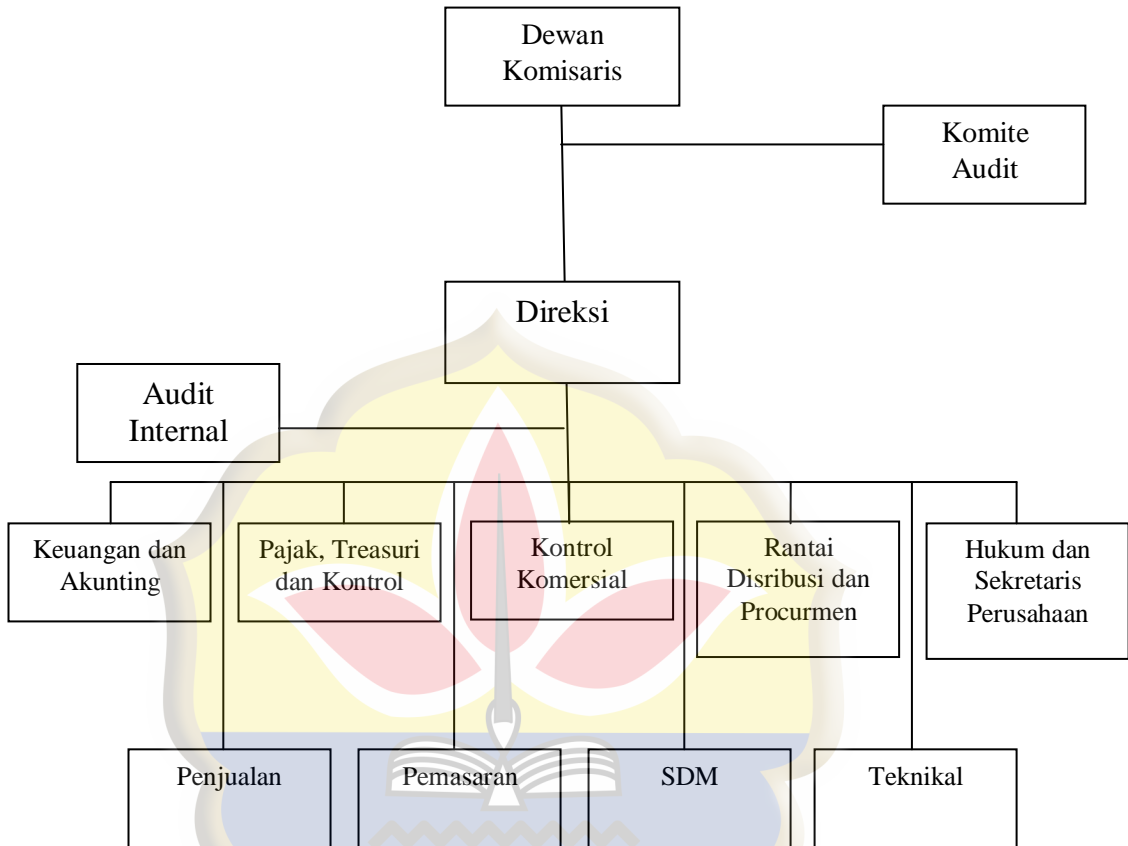 Dewan
Komisaris
Komite
Audit
Direksi
Audit
Internal
Keuangan dan
Akunting
Pajak, Treasuri
dan Kontrol
Kontrol
Komersial
Rantai
Disribusi dan
Procurmen
Hukum dan
Sekretaris
Perusahaan
Penjualan
Pemasaran
SDM
Teknikal